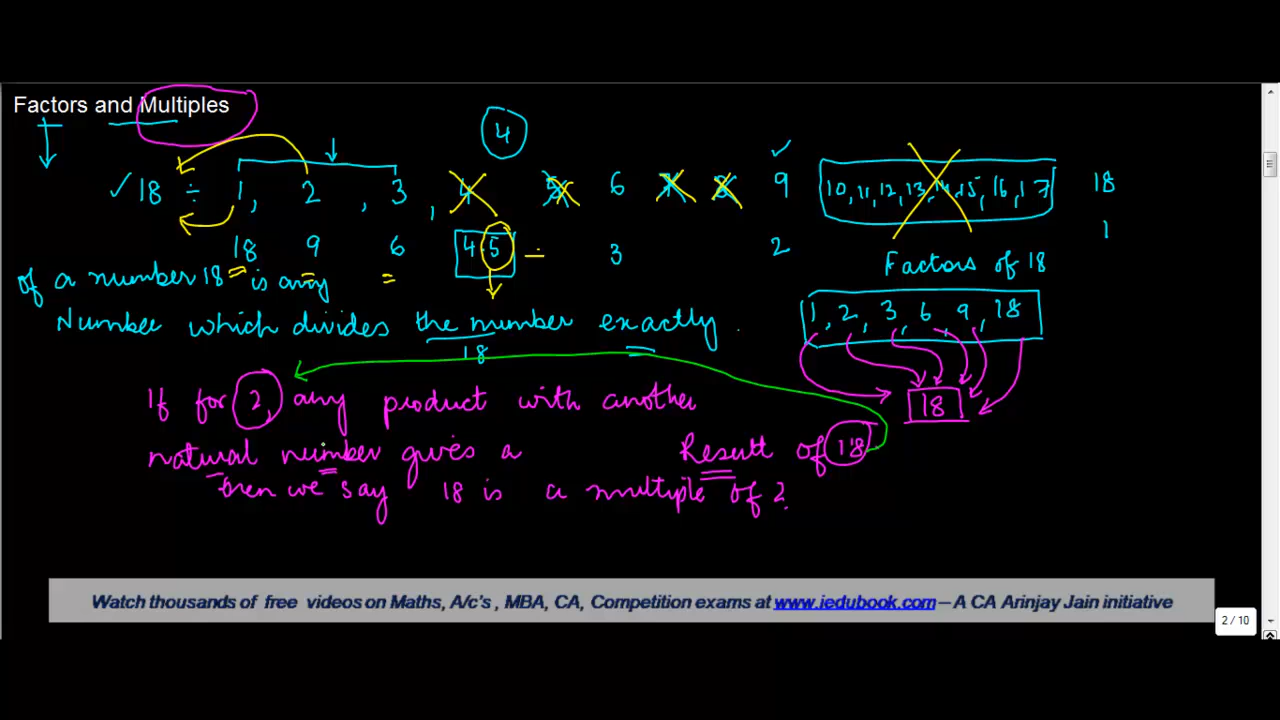 Factors and Multiples
4
18 ÷ 1, 2, 3, 4 5 6 7 8 9 10, 11, 12, 13, 14, 15, 16, 17 18
18 9 6 4.5 3 2 1
Factors of 18
of a number 18 is any
1, 2, 3, 6, 9, 18
Number which divides the number exactly.
18
If for 2, any product with another
18
natural number gives a Result of 18
then we say 18 is a multiple of 2.
Watch thousands of free videos on Maths, A/c's , MBA, CA, Competition exams at www.iedubook.com – A CA Arinjay Jain initiative
2 / 10